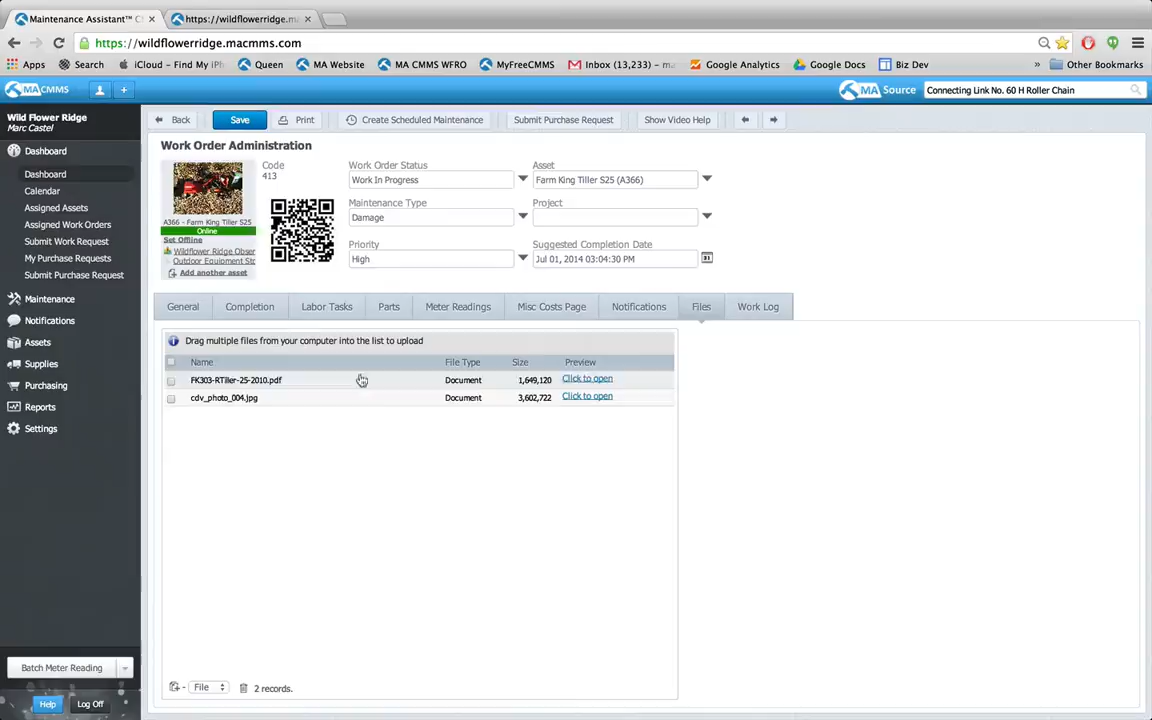 Maintenance Assistant™ C
https://wildflowerridge.ma
https://wildflowerridge.macmms.com
Apps
Search
iCloud - Find My iPh
Queen
MA Website
MA CMMS WFRO
MyFreeCMMS
Inbox (13,233) - m
Google Analytics
Google Docs
Biz Dev
»
Other Bookmarks
MACMMS
MA Source
Connecting Link No. 60 H Roller Chain
Wild Flower Ridge
Marc Castel
Dashboard
Dashboard
Calendar
Assigned Assets
Assigned Work Orders
Submit Work Request
My Purchase Requests
Submit Purchase Request
Maintenance
Notifications
Assets
Supplies
Purchasing
Reports
Settings
Batch Meter Reading
Help
Log Off
Back
Save
Print
Create Scheduled Maintenance
Submit Purchase Request
Show Video Help
Work Order Administration
A366 - Farm King Tiller S25
Online
Set Offline
Wildflower Ridge Obser
Outdoor Equipment Str
Add another asset
Code
413
Work Order Status
Work In Progress
Asset
Farm King Tiller S25 (A366)
Maintenance Type
Damage
Project
Priority
High
Suggested Completion Date
Jul 01, 2014 03:04:30 PM
General
Completion
Labor Tasks
Parts
Meter Readings
Misc Costs Page
Notifications
Files
Work Log
Drag multiple files from your computer into the list to upload
Name File Type Size Preview
FK303-RTiller-25-2010.pdf Document 1,649,120 Click to open
cdv_photo_004.jpg Document 3,602,722 Click to open
File
2 records.